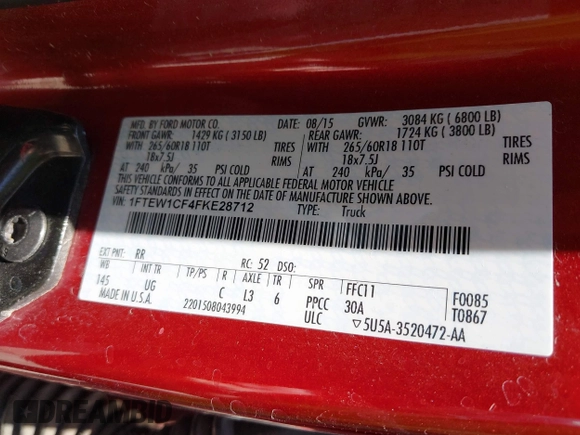 MFD. BY FORD MOTOR CO.
DATE: 08/15 GVWR: 3084 KG ( 6800 LB)
FRONT GAWR: 1429 KG ( 3150 LB) REAR GAWR: 1724 KG ( 3800 LB)
WITH 265/60R18 110T TIRES WITH 265/60R18 110T TIRES
18x7.5J RIMS 18x7.5J RIMS
AT 240 kPa/ 35 PSI COLD AT 240 kPa/ 35 PSI COLD
THIS VEHICLE CONFORMS TO ALL APPLICABLE FEDERAL MOTOR VEHICLE
SAFETY STANDARDS IN EFFECT ON THE DATE OF MANUFACTURE SHOWN ABOVE.
VIN: 1FTEW1CF4FKE28712
TYPE: Truck
EXT PNT: RR RC: 52 DSO:
WB INT TR TP/PS R AXLE TR SPR FFC11 F0085
145 UG C L3 6 PPCC 30A T0867
MADE IN U.S.A. 2201508043994 ULC ▽5U5A-3520472-AA
DREAMBID